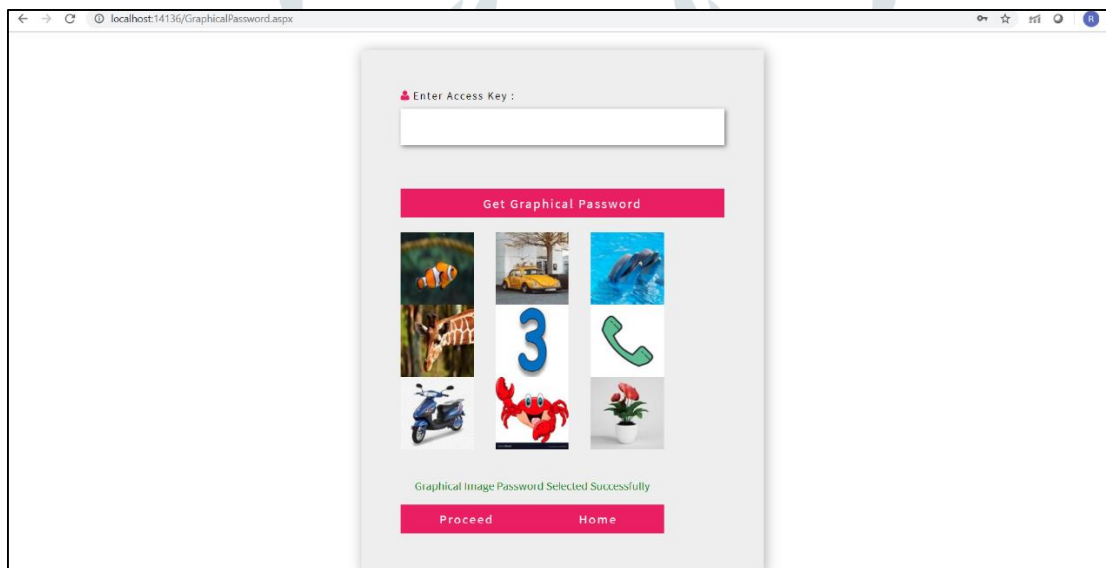 localhost:14136/GraphicalPassword.aspx
R
Enter Access Key :
Get Graphical Password
3
Graphical Image Password Selected Successfully
Proceed Home